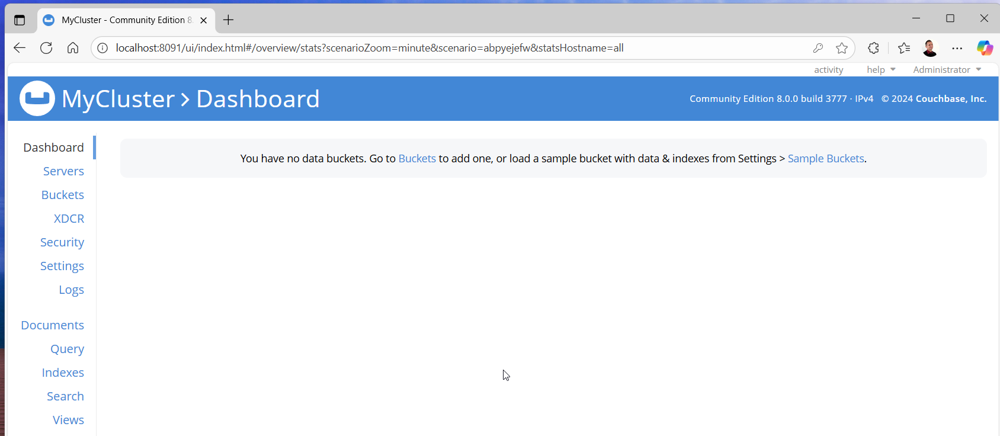 MyCluster - Community Edition 8.
localhost:8091/ui/index.html#/overview/stats?scenarioZoom=minute&scenario=abpyejefw&statsHostname=all
activity help Administrator
MyCluster > Dashboard
Community Edition 8.0.0 build 3777 · IPv4 © 2024 Couchbase, Inc.
Dashboard
Servers
Buckets
XDCR
Security
Settings
Logs
Documents
Query
Indexes
Search
Views
You have no data buckets. Go to Buckets to add one, or load a sample bucket with data & indexes from Settings > Sample Buckets.